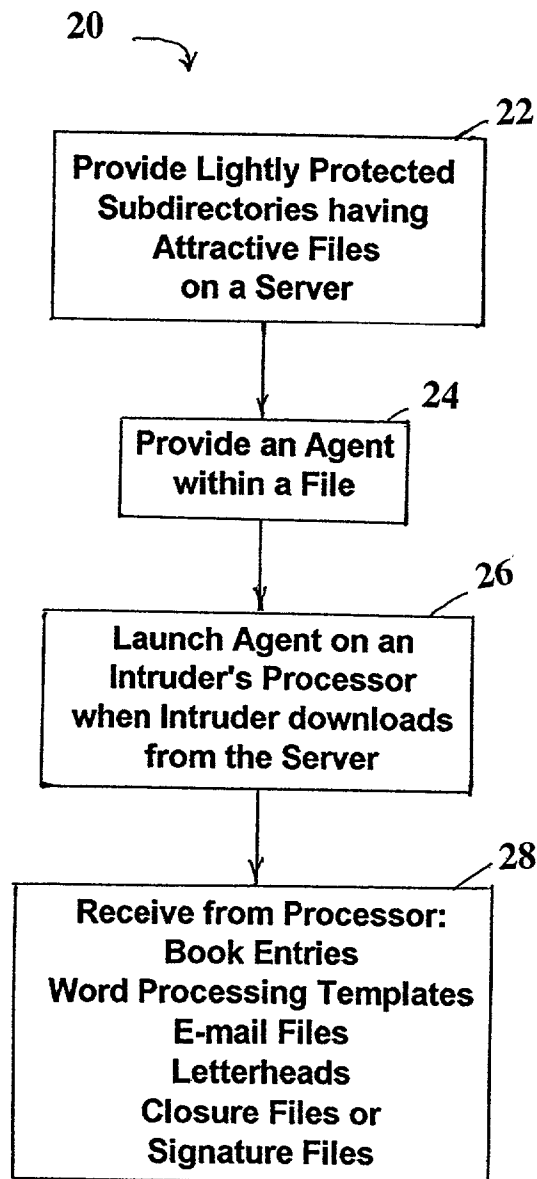 20
22
Provide Lightly Protected
Subdirectories having
Attractive Files
on a Server
24
Provide an Agent
within a File
26
Launch Agent on an
Intruder's Processor
when Intruder downloads
from the Server
28
Receive from Processor:
Book Entries
Word Processing Templates
E-mail Files
Letterheads
Closure Files or
Signature Files